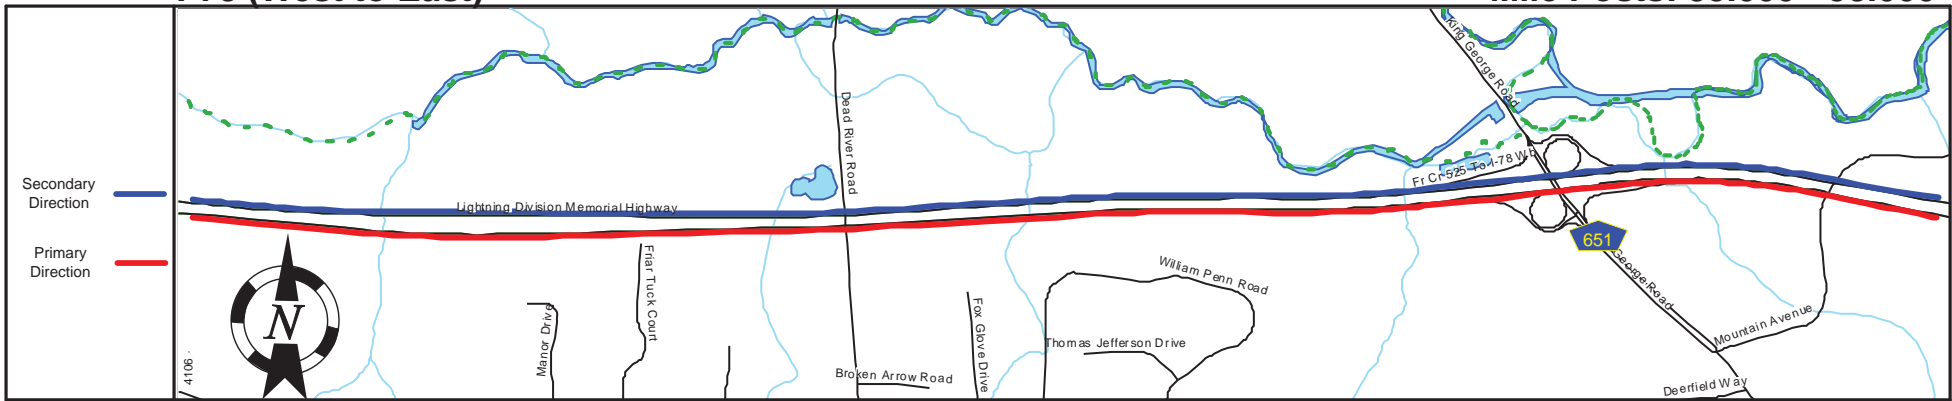 Secondary
Direction
Primary
Direction
King George Road
Dead River Road
Fr Cr 525 To I-78 Wb
Lightning Division Memorial Highway
651
George Road
William Penn Road
Friar Tuck Court
Manor Drive
Fox Glove Drive
Thomas Jefferson Drive
Mountain Avenue
Broken Arrow Road
Deerfield Way
N
4106